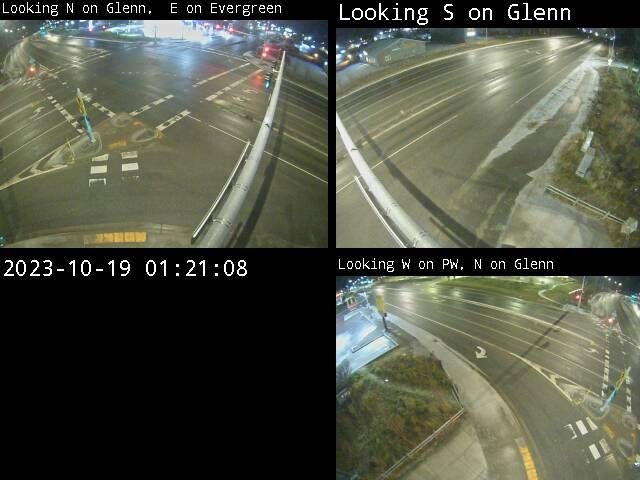 Looking N on Glenn,  E on Evergreen
Looking S on Glenn
2023-10-19 01:21:08
Looking W on PW, N on Glenn